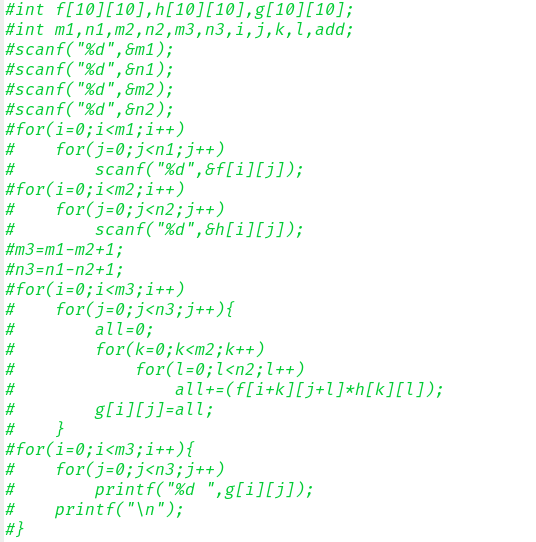 #int f[10][10],h[10][10],g[10][10];
#int m1,n1,m2,n2,m3,n3,i,j,k,l,add;
#scanf("%d",&m1);
#scanf("%d",&n1);
#scanf("%d",&m2);
#scanf("%d",&n2);
#for(i=0;i<m1;i++)
#    for(j=0;j<n1;j++)
#        scanf("%d",&f[i][j]);
#for(i=0;i<m2;i++)
#    for(j=0;j<n2;j++)
#        scanf("%d",&h[i][j]);
#m3=m1-m2+1;
#n3=n1-n2+1;
#for(i=0;i<m3;i++)
#    for(j=0;j<n3;j++){
#        all=0;
#        for(k=0;k<m2;k++)
#            for(l=0;l<n2;l++)
#                all+=(f[i+k][j+l]*h[k][l]);
#        g[i][j]=all;
#    }
#for(i=0;i<m3;i++){
#    for(j=0;j<n3;j++)
#        printf("%d ",g[i][j]);
#    printf("\n");
#}